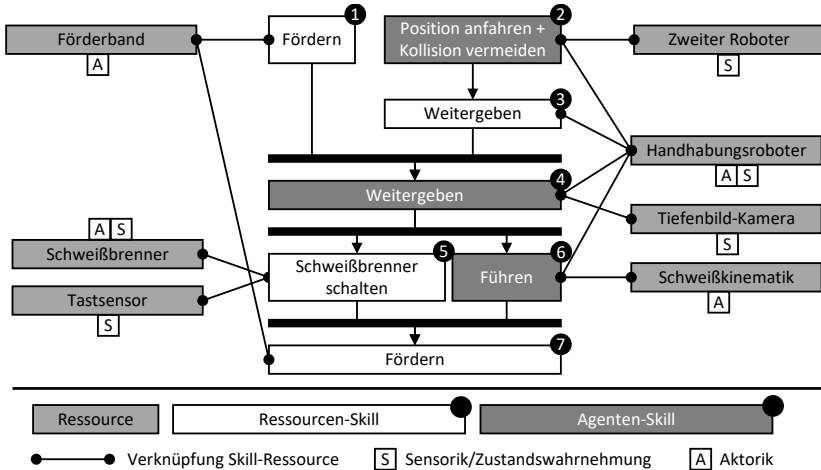 1
2
Förderband
A
Fördern
Position anfahren +
Kollision vermeiden
Zweiter Roboter
S
3
Weitergeben
Handhabungsroboter
A S
4
Weitergeben
Tiefenbild-Kamera
S
A S
Schweißbrenner
5
Schweißbrenner
schalten
6
Führen
Schweißkinematik
A
Tastsensor
S
7
Fördern
Ressource
Ressourcen-Skill
Agenten-Skill
Verknüpfung Skill-Ressource
S Sensorik/Zustandswahrnehmung
A Aktorik